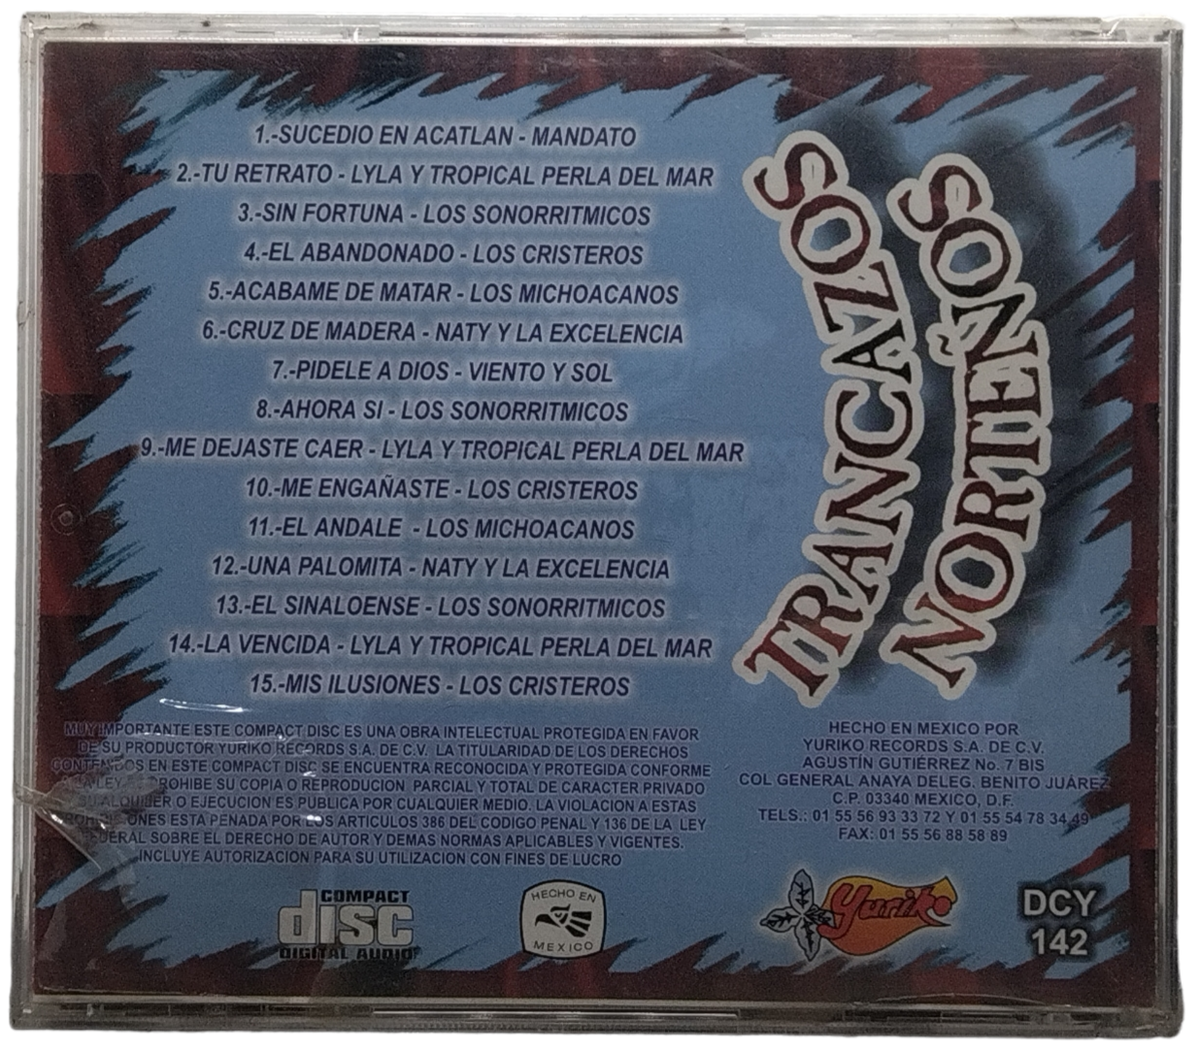 1.-SUCEDIO EN ACATLAN - MANDATO
2.-TU RETRATO - LYLA Y TROPICAL PERLA DEL MAR
3.-SIN FORTUNA - LOS SONORRITMICOS
4.-EL ABANDONADO - LOS CRISTEROS
5.-ACABAME DE MATAR - LOS MICHOACANOS
6.-CRUZ DE MADERA - NATY Y LA EXCELENCIA
7.-PIDELE A DIOS - VIENTO Y SOL
8.-AHORA SI - LOS SONORRITMICOS
9.-ME DEJASTE CAER - LYLA Y TROPICAL PERLA DEL MAR
10.-ME ENGAÑASTE - LOS CRISTEROS
11.-EL ANDALE - LOS MICHOACANOS
12.-UNA PALOMITA - NATY Y LA EXCELENCIA
13.-EL SINALOENSE - LOS SONORRITMICOS
14.-LA VENCIDA - LYLA Y TROPICAL PERLA DEL MAR
15.-MIS ILUSIONES - LOS CRISTEROS
TRANCAZOS
NORTEÑOS
MUY IMPORTANTE ESTE COMPACT DISC ES UNA OBRA INTELECTUAL PROTEGIDA EN FAVOR
DE SU PRODUCTOR YURIKO RECORDS S.A. DE C.V. LA TITULARIDAD DE LOS DERECHOS
CONTENIDOS EN ESTE COMPACT DISC SE ENCUENTRA RECONOCIDA Y PROTEGIDA CONFORME
A LA LEY PROHIBE SU COPIA O REPRODUCION PARCIAL Y TOTAL DE CARACTER PRIVADO
SU ALQUILER O EJECUCION ES PUBLICA POR CUALQUIER MEDIO. LA VIOLACION A ESTAS
PROHIBICIONES ESTA PENADA POR LOS ARTICULOS 386 DEL CODIGO PENAL Y 136 DE LA LEY
FEDERAL SOBRE EL DERECHO DE AUTOR Y DEMAS NORMAS APLICABLES Y VIGENTES.
INCLUYE AUTORIZACION PARA SU UTILIZACION CON FINES DE LUCRO
HECHO EN MEXICO POR
YURIKO RECORDS S.A. DE C.V.
AGUSTÍN GUTIÉRREZ No. 7 BIS
COL GENERAL ANAYA DELEG. BENITO JUÁREZ
C.P. 03340 MEXICO, D.F.
TELS.: 01 55 56 93 33 72 Y 01 55 54 78 34 49
FAX: 01 55 56 88 58 89
COMPACT
disc
DIGITAL AUDIO
HECHO EN
MEXICO
Yuriko
DCY
142